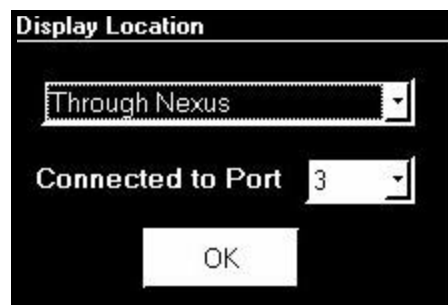 Display Location
Through Nexus
Connected to Port 3
OK